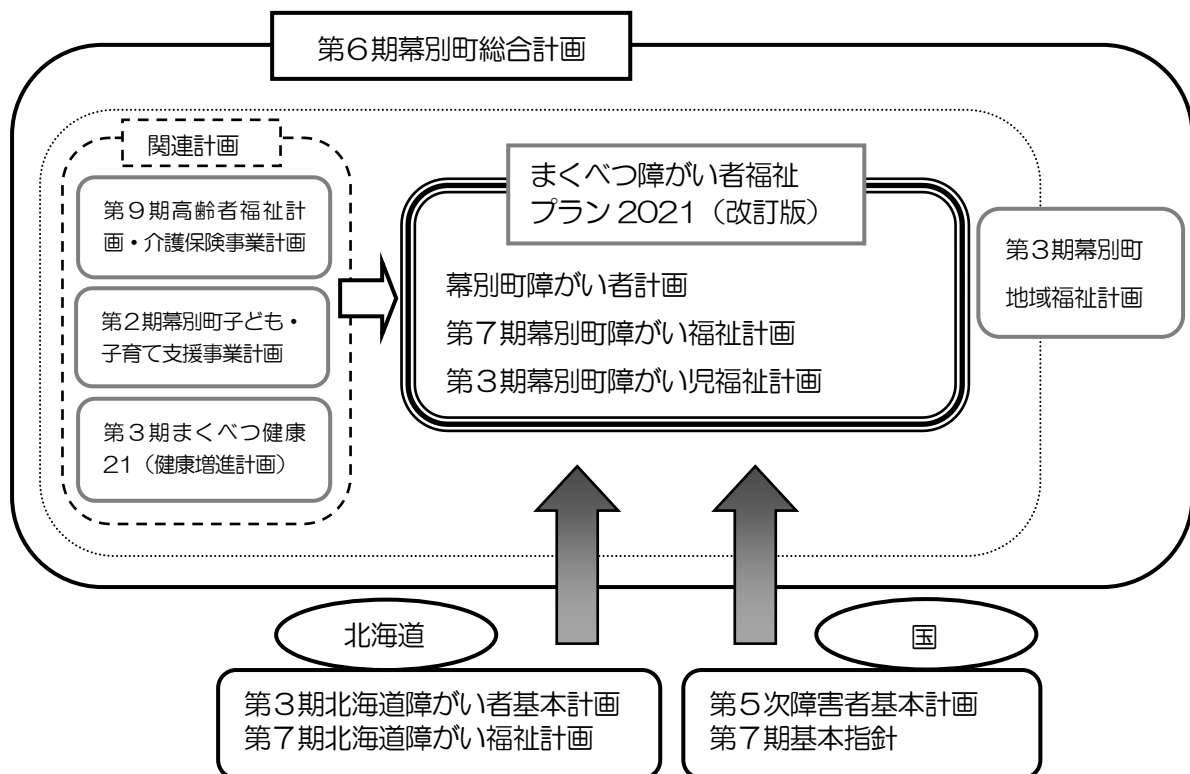 第6期幕別町総合計画
関連計画
第9期高齢者福祉計
画・介護保険事業計画
第2期幕別町子ども・
子育て支援事業計画
第3期まくべつ健康
21（健康増進計画）
まくべつ障がい者福祉
プラン2021（改訂版）
幕別町障がい者計画
第7期幕別町障がい福祉計画
第3期幕別町障がい児福祉計画
第3期幕別町
地域福祉計画
北海道
第3期北海道障がい者基本計画
第7期北海道障がい福祉計画
国
第5次障害者基本計画
第7期基本指針